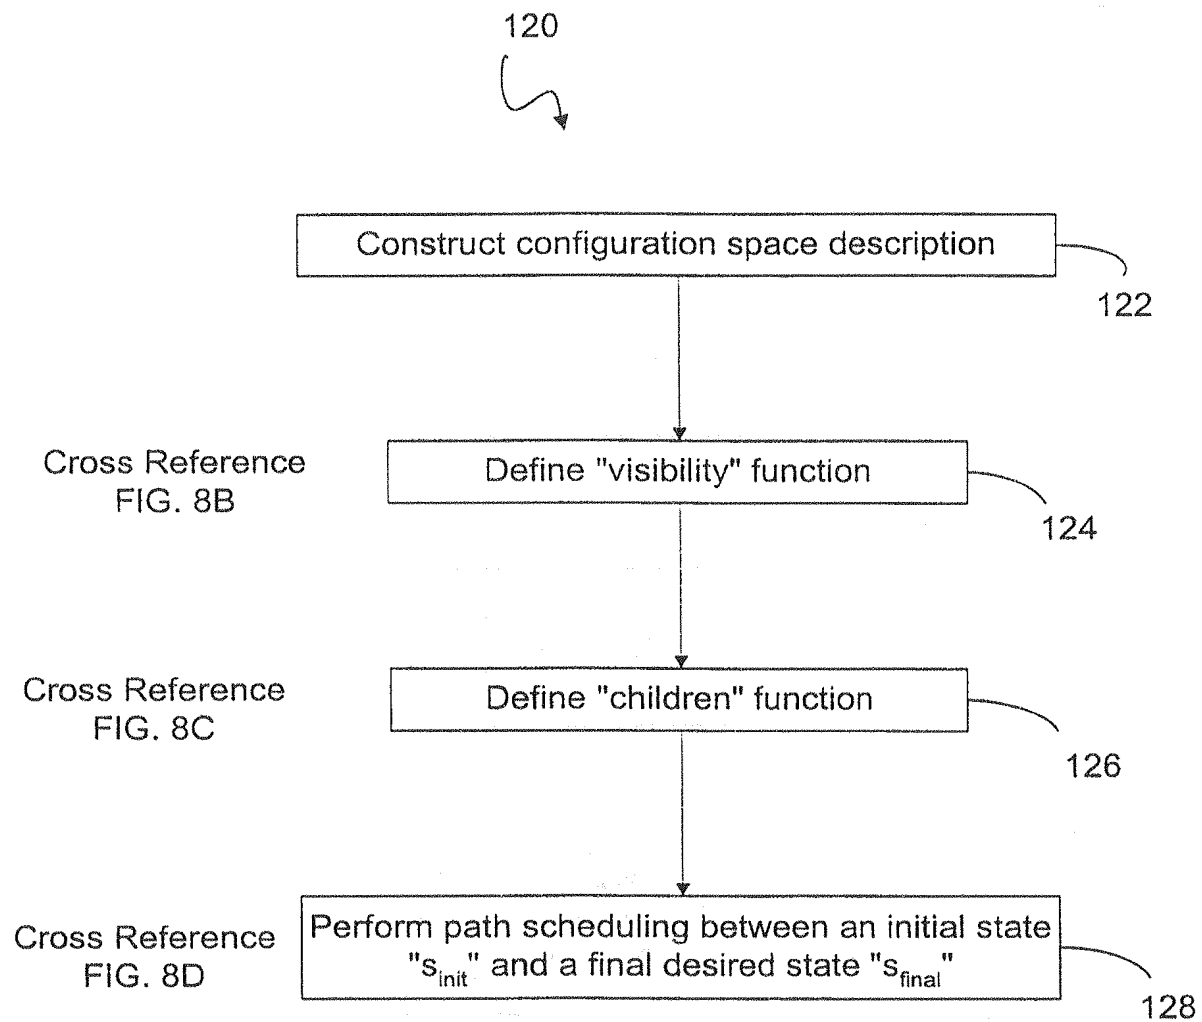 120
Construct configuration space description
122
Cross Reference
FIG. 8B
Define "visibility" function
124
Cross Reference
FIG. 8C
Define "children" function
126
Cross Reference
FIG. 8D
Perform path scheduling between an initial state
"s_init" and a final desired state "s_final"
128